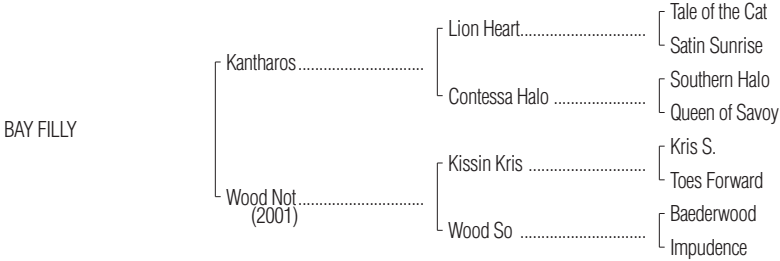 BAY FILLY
Kantharos
Wood Not
(2001)
Lion Heart
Contessa Halo
Kissin Kris
Wood So
Tale of the Cat
Satin Sunrise
Southern Halo
Queen of Savoy
Kris S.
Toes Forward
Baederwood
Impudence